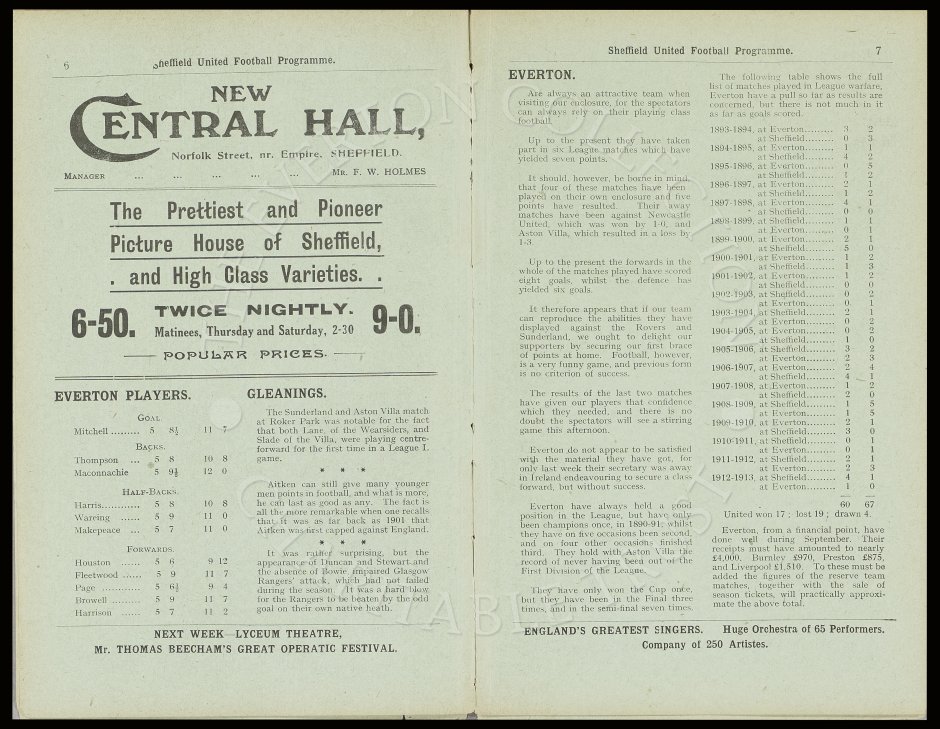 6
Sheffield United Football Programme.
NEW
CENTRAL HALL,
Norfolk Street, nr. Empire, SHEFFIELD.
MANAGER ... ... ... ... ... MR. F. W. HOLMES
The Prettiest and Pioneer
Picture House of Sheffield,
. and High Class Varieties. .
6-50. TWICE NIGHTLY. 9-0.
Matinees, Thursday and Saturday, 2-30
POPULAR PRICES.
EVERTON PLAYERS.
GOAL.
Mitchell ......... 5 8½ 11 7
BACKS.
Thompson ... 5 8 10 8
Maconnachie 5 9½ 12 0
HALF-BACKS.
Harris............ 5 8 10 8
Wareing ...... 5 9 11 0
Makepeace ... 5 7 11 0
FORWARDS.
Houston ...... 5 6 9 12
Fleetwood ...... 5 9 11 7
Page ............ 5 6½ 9 4
Browell ......... 5 9 11 7
Harrison ...... 5 7 11 2
GLEANINGS.
The Sunderland and Aston Villa match
at Roker Park was notable for the fact
that both Lane, of the Wearsiders, and
Slade of the Villa, were playing centre-
forward for the first time in a League I.
game.
* * *
Aitken can still give many younger
men points in football, and what is more,
he can last as good as any. The fact is
all the more remarkable when one recalls
that it was as far back as 1901 that
Aitken was first capped against England.
* * *
It was rather surprising, but the
appearance of Duncan and Stewart and
the absence of Bowie impaired Glasgow
Rangers' attack, which had not failed
during the season. It was a hard blow
for the Rangers to be beaten by the odd
goal on their own native heath.
NEXT WEEK LYCEUM THEATRE,
Mr. THOMAS BEECHAM'S GREAT OPERATIC FESTIVAL.
Sheffield United Football Programme.
7
EVERTON.
Are always an attractive team when
visiting our enclosure, for the spectators
can always rely on their playing class
football.
Up to the present they have taken
part in six League matches which have
yielded seven points.
It should, however, be borne in mind,
that four of these matches have been
played on their own enclosure and five
points have resulted. Their away
matches have been against Newcastle
United, which was won by 1-0, and
Aston Villa, which resulted in a loss by
1-3
Up to the present the forwards in the
whole of the matches played have scored
eight goals, whilst the defence has
yielded six goals.
It therefore appears that if our team
can reproduce the abilities they have
displayed against the Rovers and
Sunderland, we ought to delight our
supporters by securing our first brace
of points at home. Football, however,
is a very funny game, and previous form
is no criterion of success.
The results of the last two matches
have given our players that confidence
which they needed, and there is no
doubt the spectators will see a stirring
game this afternoon.
Everton do not appear to be satisfied
with the material they have got, for
only last week their secretary was away
in Ireland endeavouring to secure a class
forward, but without success.
Everton have always held a good
position in the League, but have only
been champions once, in 1890-91, whilst
they have on five occasions been second,
and on four other occasions finished
third. They hold with Aston Villa the
record of never having been out of the
First Division of the League.
They have only won the Cup once,
but they have been in the Final three
times, and in the semi-final seven times.
The following table shows the full
list of matches played in League warfare,
Everton have a pull so far as results are
concerned, but there is not much in it
as far as goals scored.
1893-1894, at Everton......... 3 2
at Sheffield......... 0 3
1894-1895, at Everton......... 1 1
at Sheffield......... 4 2
1895-1896, at Everton......... 0 5
at Sheffield......... 1 2
1896-1897, at Everton......... 2 1
at Sheffield......... 1 2
1897-1898, at Everton......... 4 1
at Sheffield......... 0 0
1898-1899, at Sheffield......... 1 1
at Everton......... 0 1
1899-1900, at Everton......... 2 1
at Sheffield......... 5 0
1900-1901, at Everton......... 1 2
at Sheffield......... 1 3
1901-1902, at Everton......... 1 2
at Sheffield......... 0 0
1902-1903, at Sheffield......... 0 2
at Everton......... 0 1
1903-1904, at Sheffield......... 2 1
at Everton......... 0 2
1904-1905, at Everton......... 0 2
at Sheffield......... 1 0
1905-1906, at Sheffield......... 3 2
at Everton......... 2 3
1906-1907, at Everton......... 2 4
at Sheffield......... 4 1
1907-1908, at Everton......... 1 2
at Sheffield......... 2 0
1908-1909, at Sheffield......... 1 5
at Everton......... 1 5
1909-1910, at Everton......... 2 1
at Sheffield......... 3 0
1910-1911, at Sheffield......... 0 1
at Everton......... 0 1
1911-1912, at Sheffield......... 2 1
at Everton......... 2 3
1912-1913, at Sheffield......... 4 1
at Everton......... 1 0
60 67
United won 17; lost 19; drawn 4.
Everton, from a financial point, have
done well during September. Their
receipts must have amounted to nearly
£4,000, Burnley £970, Preston £875,
and Liverpool £1,510. To these must be
added the figures of the reserve team
matches, together with the sale of
season tickets, will practically approxi-
mate the above total.
ENGLAND'S GREATEST SINGERS. Huge Orchestra of 65 Performers.
Company of 250 Artistes.